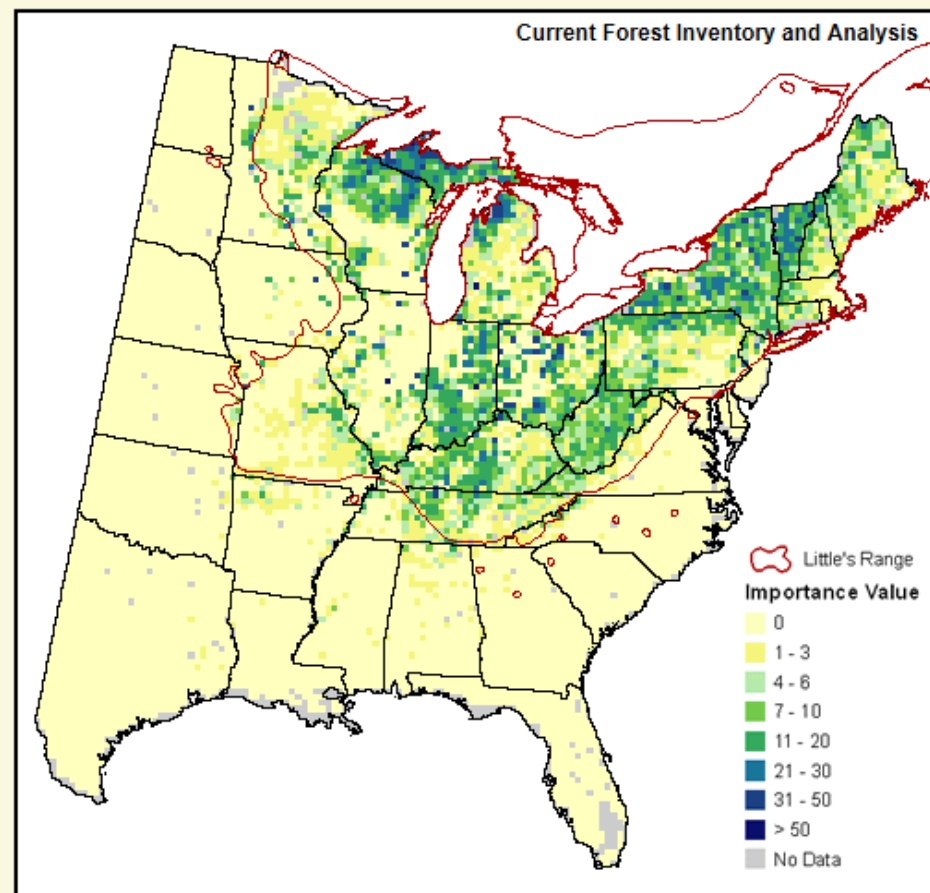 Current Forest Inventory and Analysis
Little's Range
Importance Value
0
1 - 3
4 - 6
7 - 10
11 - 20
21 - 30
31 - 50
> 50
No Data